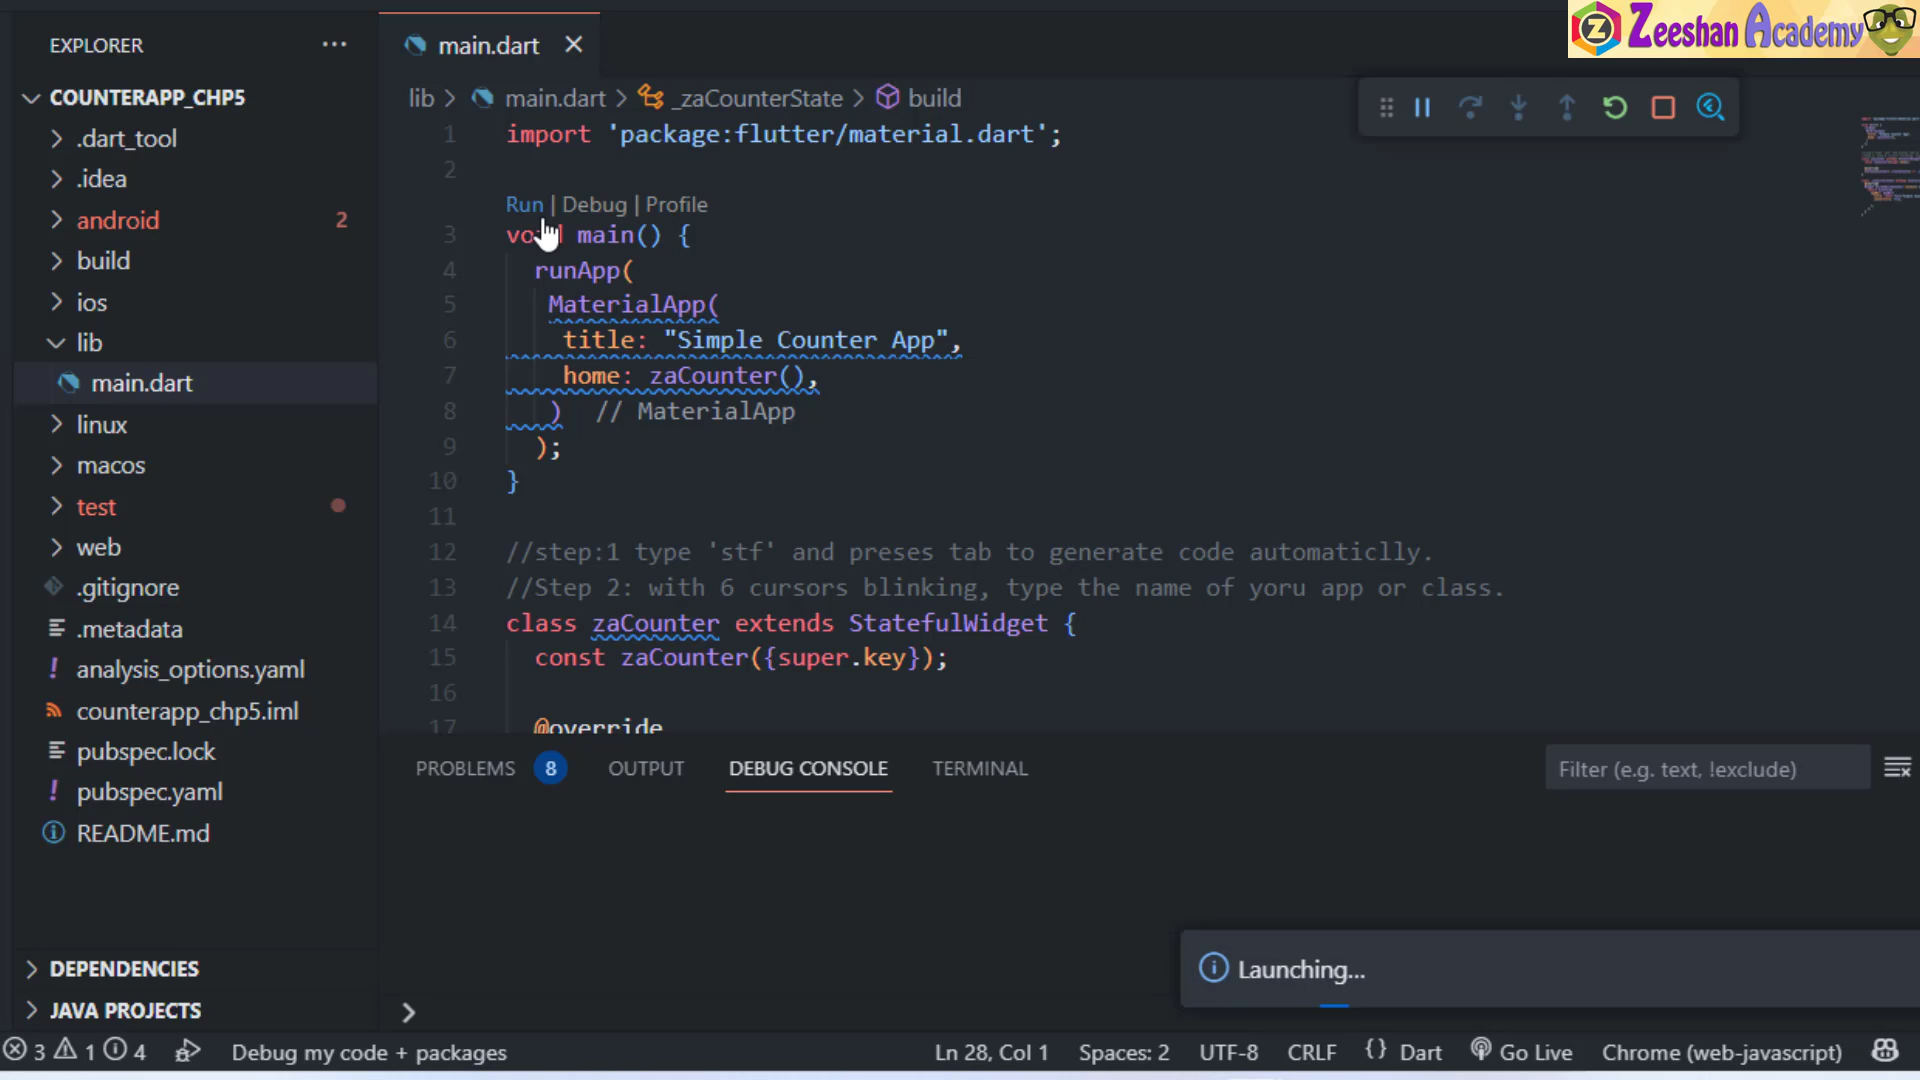 Zeeshan Academy
EXPLORER
COUNTERAPP_CHP5
.dart_tool
.idea
android 2
build
ios
lib
main.dart
linux
macos
test
web
.gitignore
.metadata
analysis_options.yaml
counterapp_chp5.iml
pubspec.lock
pubspec.yaml
README.md
DEPENDENCIES
JAVA PROJECTS
main.dart
lib > main.dart > _zaCounterState > build
1 import 'package:flutter/material.dart';
2
Run | Debug | Profile
3 void main() {
4 runApp(
5 MaterialApp(
6 title: "Simple Counter App",
7 home: zaCounter(),
8 ) // MaterialApp
9 );
10 }
11
12 //step:1 type 'stf' and preses tab to generate code automaticlly.
13 //Step 2: with 6 cursors blinking, type the name of yoru app or class.
14 class zaCounter extends StatefulWidget {
15 const zaCounter({super.key});
16
17 @override
PROBLEMS 8 OUTPUT DEBUG CONSOLE TERMINAL
Filter (e.g. text, !exclude)
Launching...
3 1 4 Debug my code + packages Ln 28, Col 1 Spaces: 2 UTF-8 CRLF {} Dart Go Live Chrome (web-javascript)